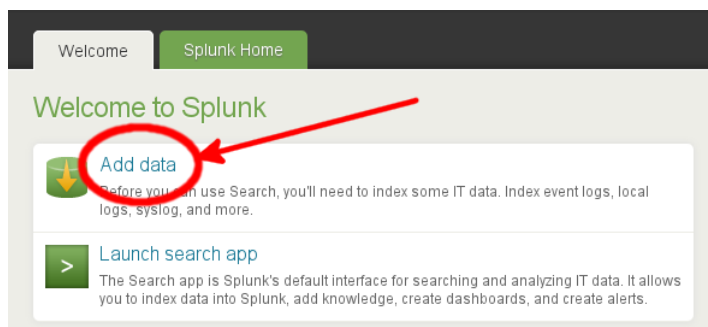 Welcome
Splunk Home
Welcome to Splunk
Add data
Before you can use Search, you'll need to index some IT data. Index event logs, local
logs, syslog, and more.
>
Launch search app
The Search app is Splunk's default interface for searching and analyzing IT data. It allows
you to index data into Splunk, add knowledge, create dashboards, and create alerts.